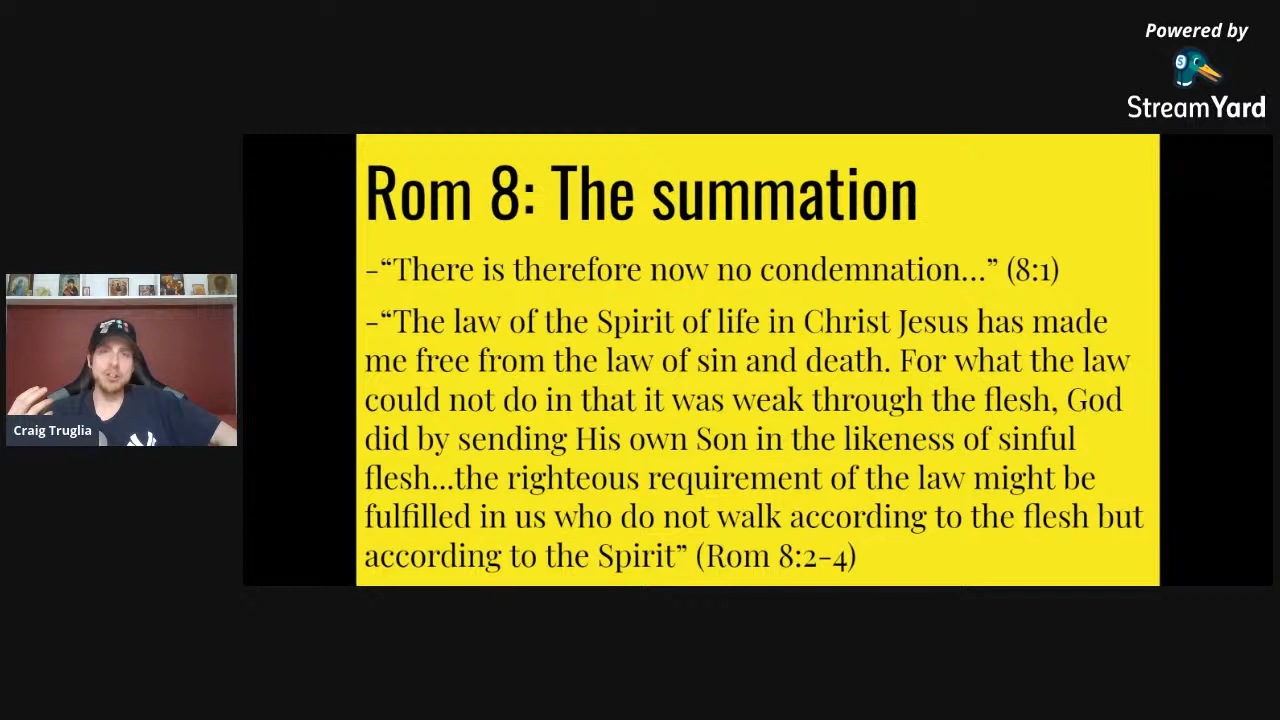 Powered by
StreamYard
Rom 8: The summation
-“There is therefore now no condemnation...” (8:1)
-“The law of the Spirit of life in Christ Jesus has made
me free from the law of sin and death. For what the law
could not do in that it was weak through the flesh, God
did by sending His own Son in the likeness of sinful
flesh...the righteous requirement of the law might be
fulfilled in us who do not walk according to the flesh but
according to the Spirit” (Rom 8:2-4)
Craig Truglia